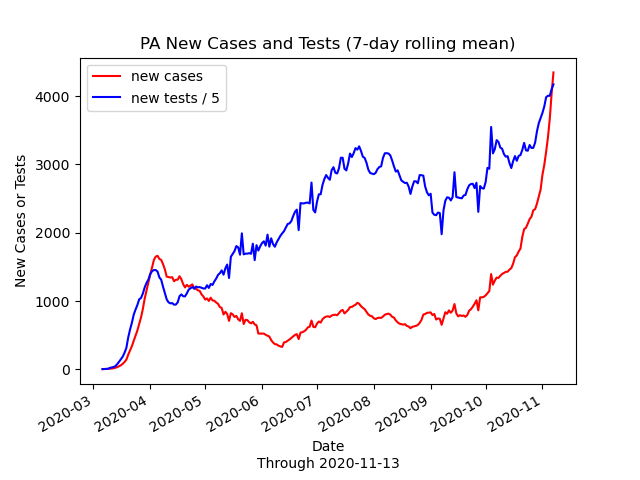 PA New Cases and Tests (7-day rolling mean)
new cases
new tests / 5
New Cases or Tests
4000
3000
2000
1000
0
2020-03
2020-04
2020-05
2020-06
2020-07
2020-08
2020-09
2020-10
2020-11
Date
Through 2020-11-13